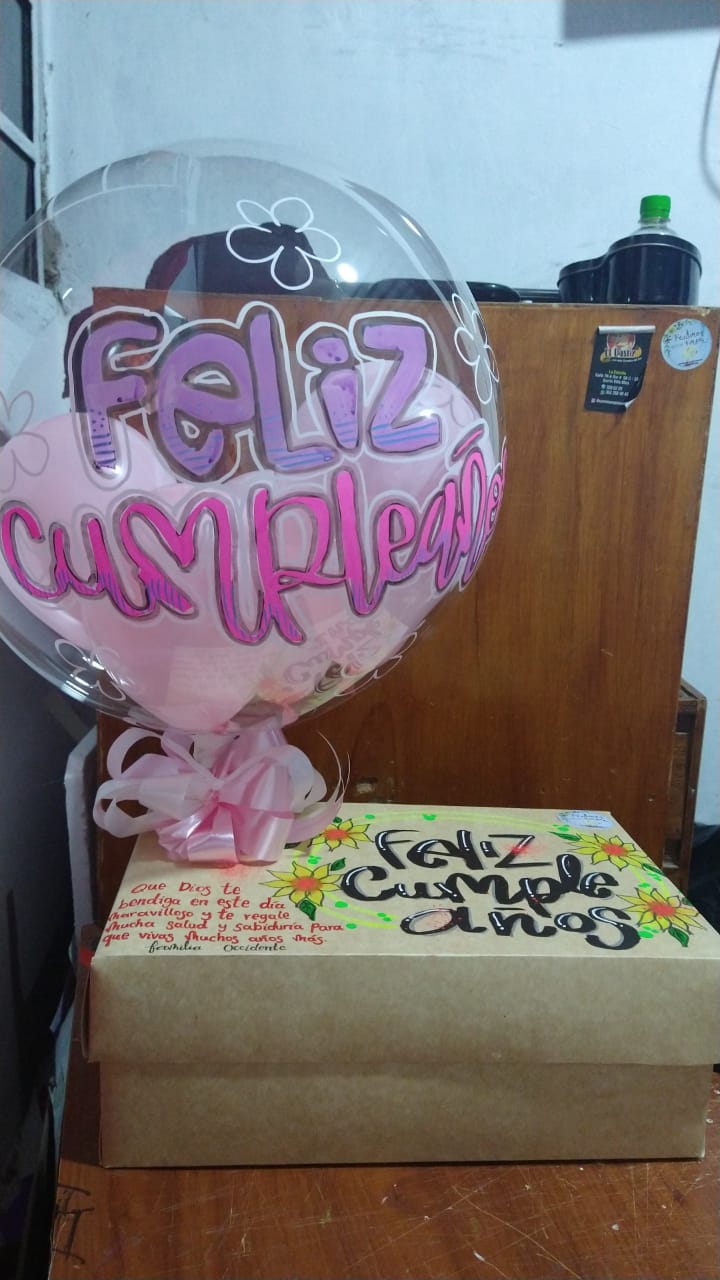 Feliz
Cumpleaños
Feliz
Cumple
años
Que Dios te
bendiga en este día
maravilloso y te regale
mucha salud y sabiduría para
que vivas muchos años más.
familia Occidente